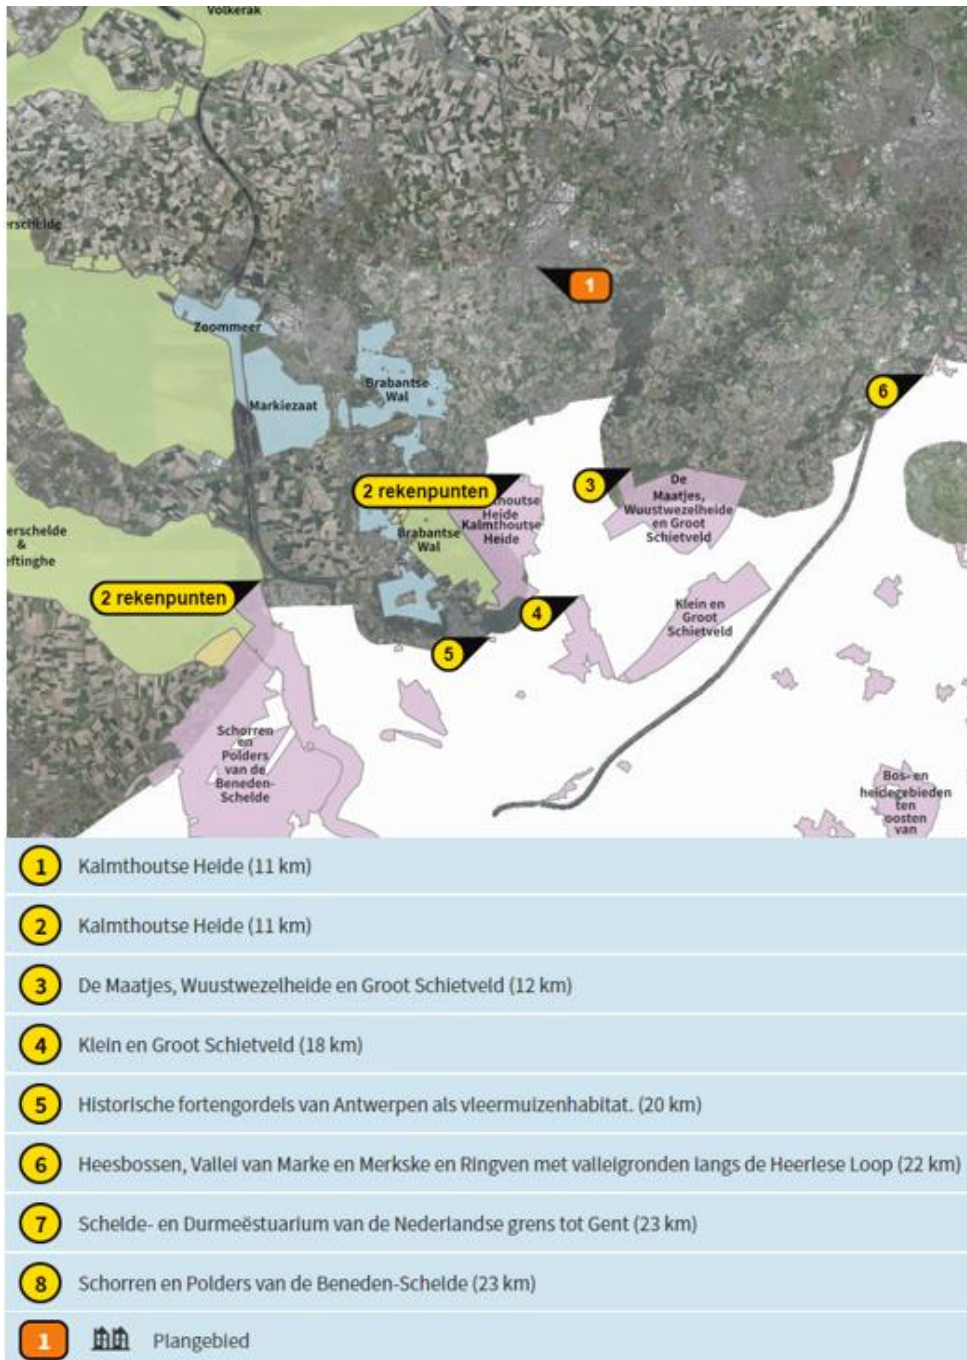 Volkerak
erschelde
1
Zoommeer
Brabantse
Wal
Markiezaat
6
2 rekenpunten
3
De
Maatjes,
Wuustwezelheide
en Groot
Schietveld
houtse
Heide
Kalmthoutse
Heide
erschelde
&
eftinghe
Brabantse
Wal
2 rekenpunten
4
Klein en
Groot
Schietveld
5
Schorren
en
Polders
van de
Beneden-
Schelde
Bos- en
heidegebieden
ten
oosten
van
1 Kalmthoutse Heide (11 km)
2 Kalmthoutse Heide (11 km)
3 De Maatjes, Wuustwezelheide en Groot Schietveld (12 km)
4 Klein en Groot Schietveld (18 km)
5 Historische fortengordels van Antwerpen als vleermuizenhabitat. (20 km)
6 Heesbossen, Vallei van Marke en Merkske en Ringven met valleigronden langs de Heerlese Loop (22 km)
7 Schelde- en Durmeëstuarium van de Nederlandse grens tot Gent (23 km)
8 Schorren en Polders van de Beneden-Schelde (23 km)
1 Plangebied